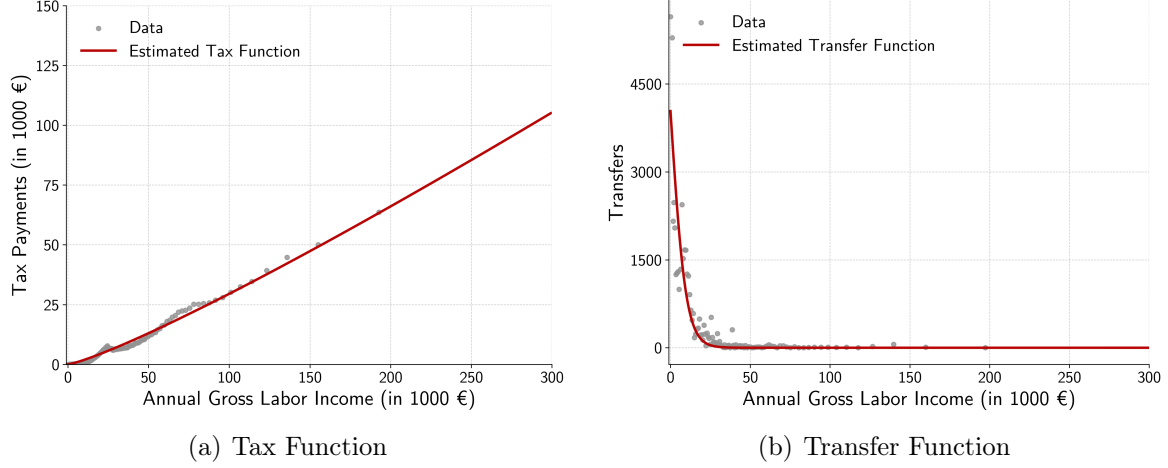 150
125
100
75
50
25
0
Tax Payments (in 1000 €)
Data
Estimated Tax Function
0 50 100 150 200 250 300
Annual Gross Labor Income (in 1000 €)
(a) Tax Function
4500
3000
1500
0
Transfers
Data
Estimated Transfer Function
0 50 100 150 200 250 300
Annual Gross Labor Income (in 1000 €)
(b) Transfer Function